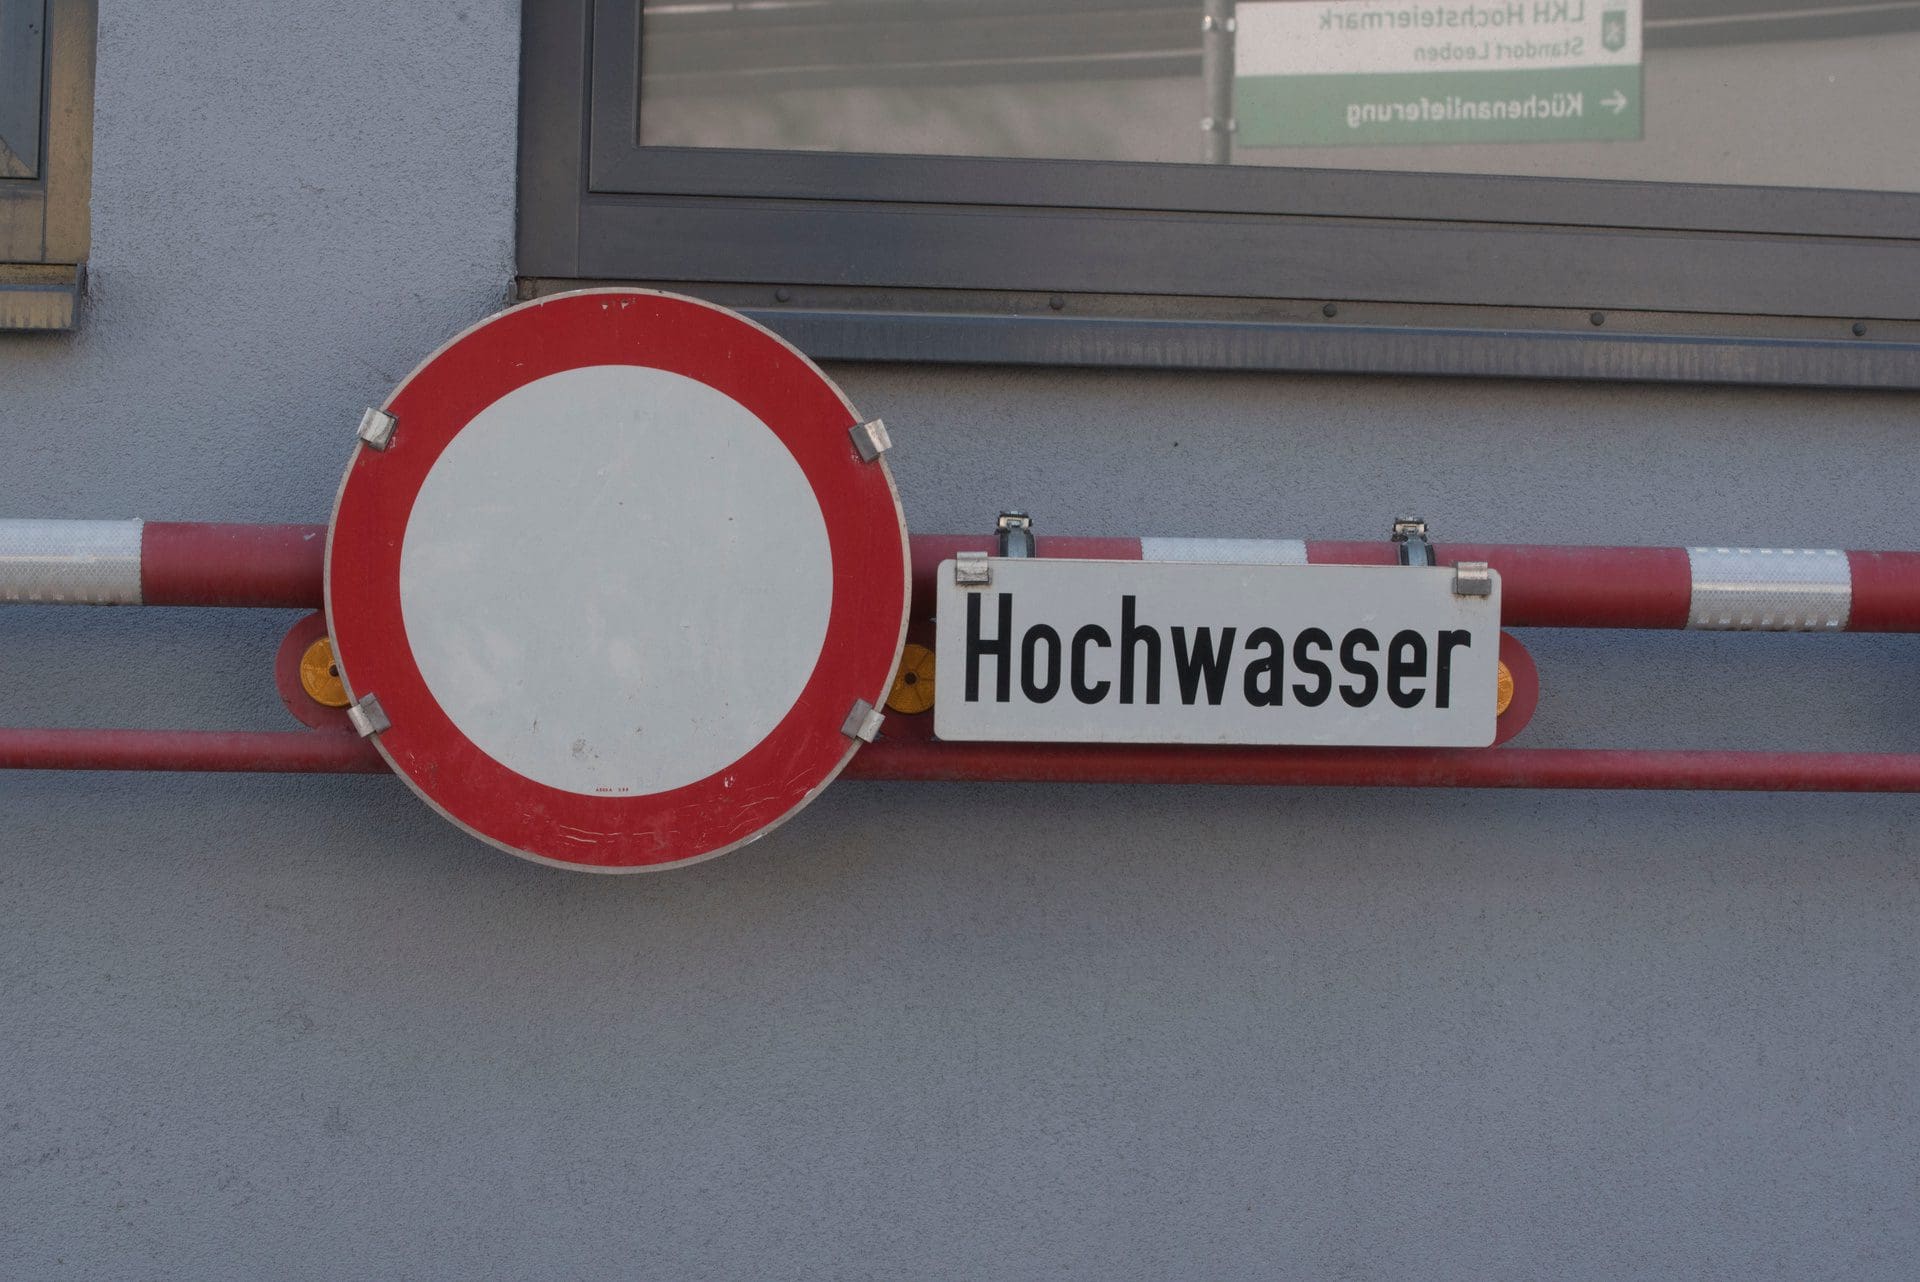 LKH Hochsteiermark
Standort Leoben
← Küchenanlieferung
Hochwasser